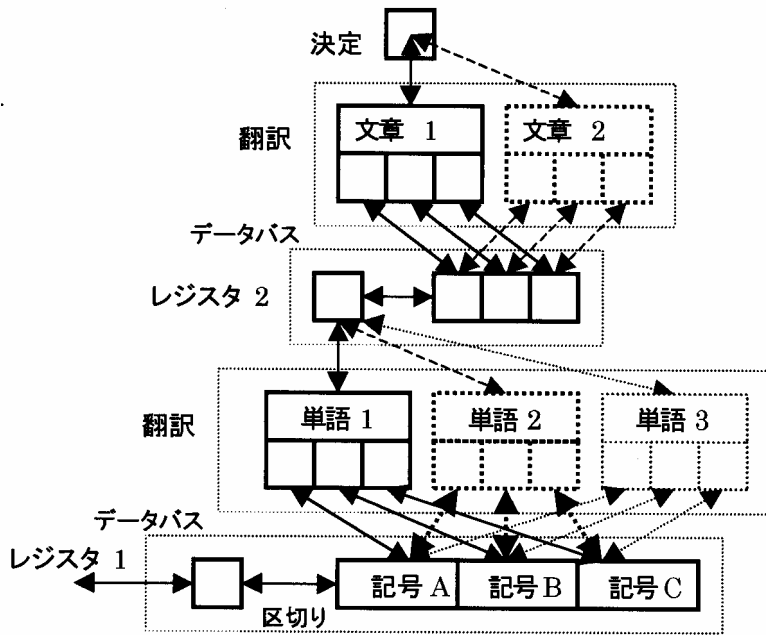 決定
文章 1
文章 2
翻訳
データバス
レジスタ 2
単語 1
単語 2
単語 3
翻訳
データバス
レジスタ 1
記号 A
記号 B
記号 C
区切り